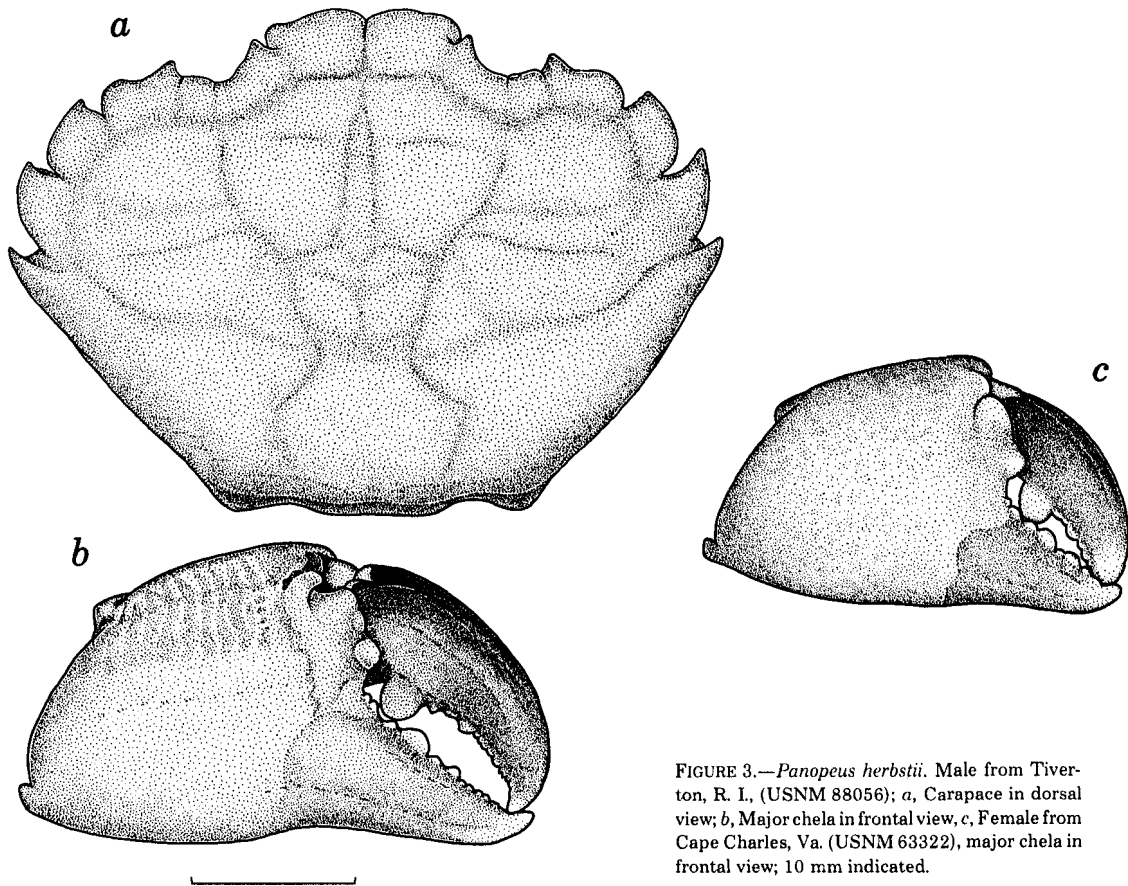 a
b
c
FIGURE 3.—Panopeus herbstii. Male from Tiver-
ton, R. I., (USNM 88056); a, Carapace in dorsal
view; b, Major chela in frontal view, c, Female from
Cape Charles, Va. (USNM 63322), major chela in
frontal view; 10 mm indicated.